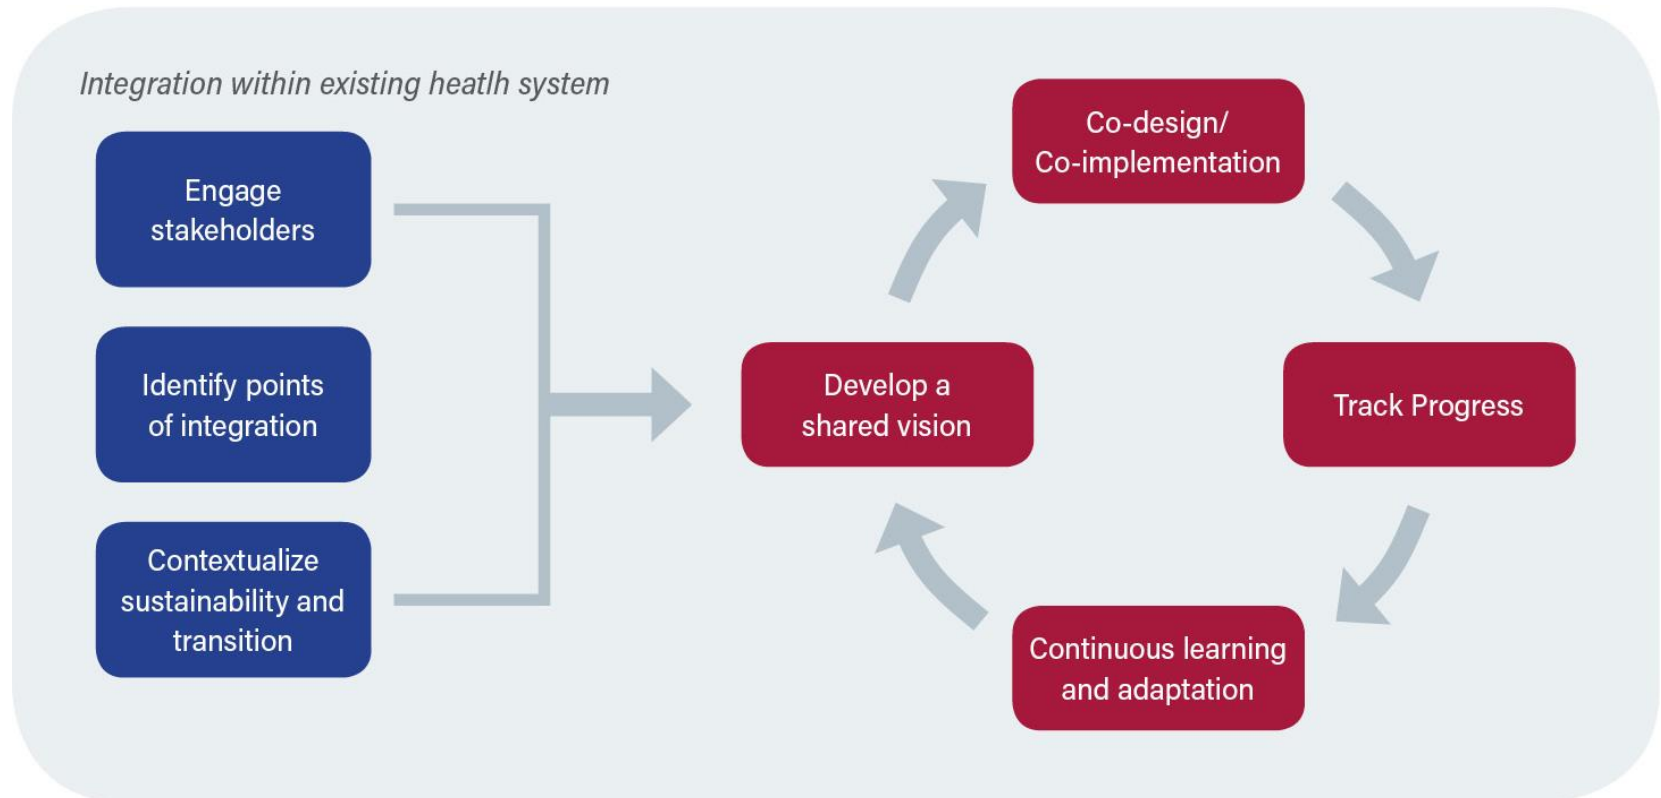 Integration within existing heatlh system
Engage
stakeholders
Identify points
of integration
Contextualize
sustainability and
transition
Co-design/
Co-implementation
Develop a
shared vision
Track Progress
Continuous learning
and adaptation